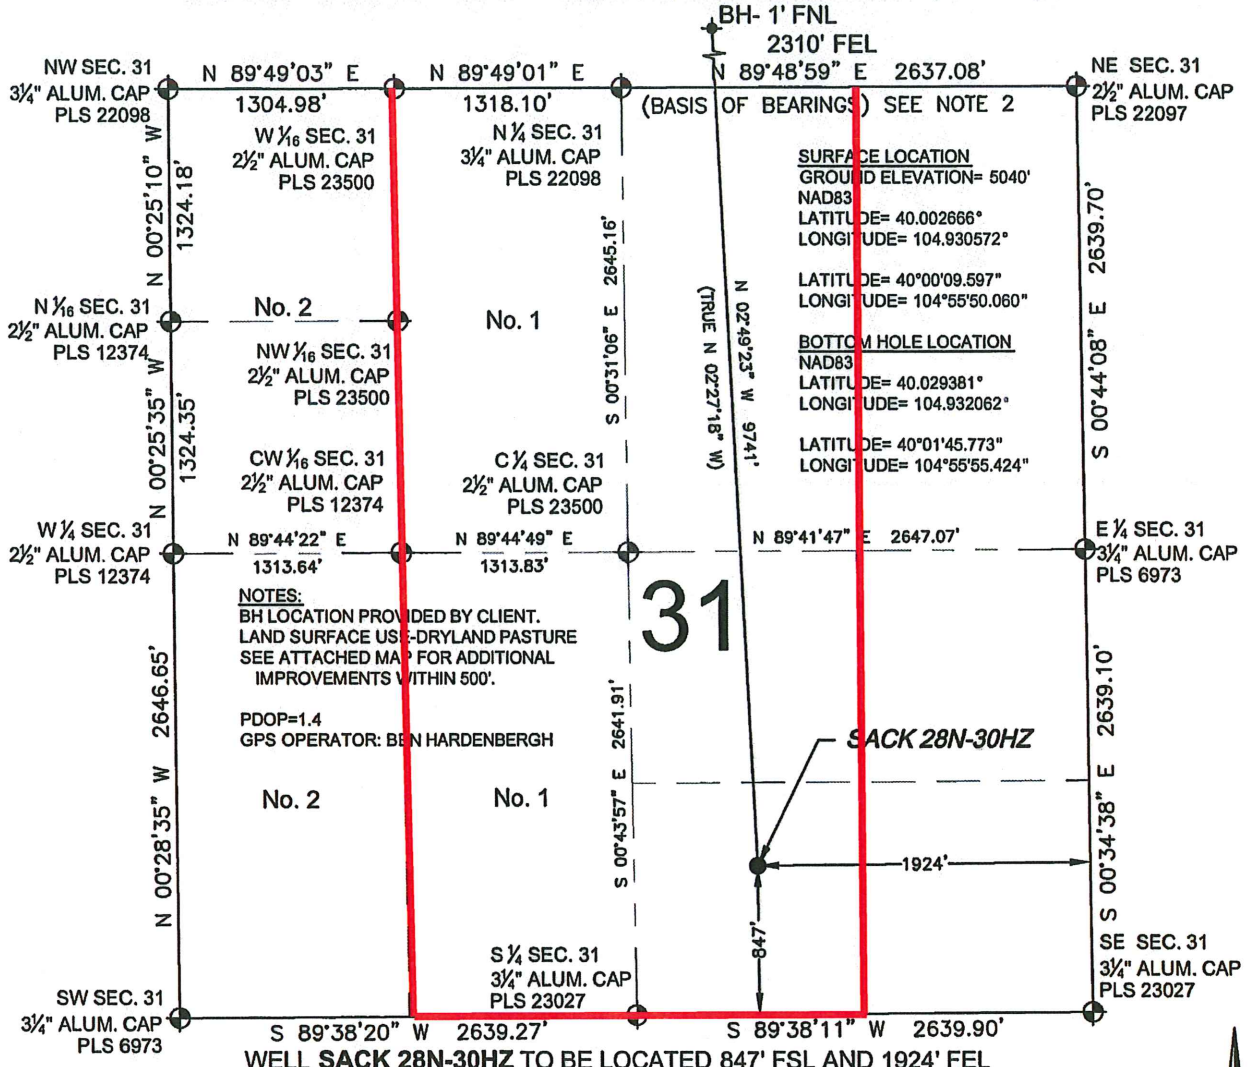 BH- 1' FNL
2310' FEL
NW SEC. 31
3¼" ALUM. CAP
PLS 22098
N 89°49'03" E
1304.98'
N 89°49'01" E
1318.10'
N 89°48'59" E 2637.08'
(BASIS OF BEARINGS) SEE NOTE 2
NE SEC. 31
2½" ALUM. CAP
PLS 22097
W 1/16 SEC. 31
2½" ALUM. CAP
PLS 23500
N ¼ SEC. 31
3¼" ALUM. CAP
PLS 22098
SURFACE LOCATION
GROUND ELEVATION= 5040'
NAD83
LATITUDE= 40.002666°
LONGITUDE= 104.930572°
LATITUDE= 40°00'09.597"
LONGITUDE= 104°55'50.060"
BOTTOM HOLE LOCATION
NAD83
LATITUDE= 40.029381°
LONGITUDE= 104.932062°
LATITUDE= 40°01'45.773"
LONGITUDE= 104°55'55.424"
N 00°25'10" W
1324.18'
S 00°31'06" E 2645.16'
N 02°49'23" W 9741'
(TRUE N 02°27'18" W)
S 00°44'08" E 2639.70'
N 1/16 SEC. 31
2½" ALUM. CAP
PLS 12374
No. 2
No. 1
NW 1/16 SEC. 31
2½" ALUM. CAP
PLS 23500
N 00°25'35" W
1324.35'
CW 1/16 SEC. 31
2½" ALUM. CAP
PLS 12374
C ¼ SEC. 31
2½" ALUM. CAP
PLS 23500
W ¼ SEC. 31
2½" ALUM. CAP
PLS 12374
N 89°44'22" E
1313.64'
N 89°44'49" E
1313.83'
N 89°41'47" E 2647.07'
E ¼ SEC. 31
3¼" ALUM. CAP
PLS 6973
NOTES:
BH LOCATION PROVIDED BY CLIENT.
LAND SURFACE USE-DRYLAND PASTURE
SEE ATTACHED MAP FOR ADDITIONAL
IMPROVEMENTS WITHIN 500'.
PDOP=1.4
GPS OPERATOR: BEN HARDENBERGH
31
N 00°28'35" W 2646.65'
S 00°43'57" E 2641.91'
S 00°34'38" E 2639.10'
SACK 28N-30HZ
No. 2
No. 1
1924'
847'
S ¼ SEC. 31
3¼" ALUM. CAP
PLS 23027
SE SEC. 31
3¼" ALUM. CAP
PLS 23027
SW SEC. 31
3¼" ALUM. CAP
PLS 6973
S 89°38'20" W 2639.27'
S 89°38'11" W 2639.90'
WELL SACK 28N-30HZ TO BE LOCATED 847' FSL AND 1924' FEL